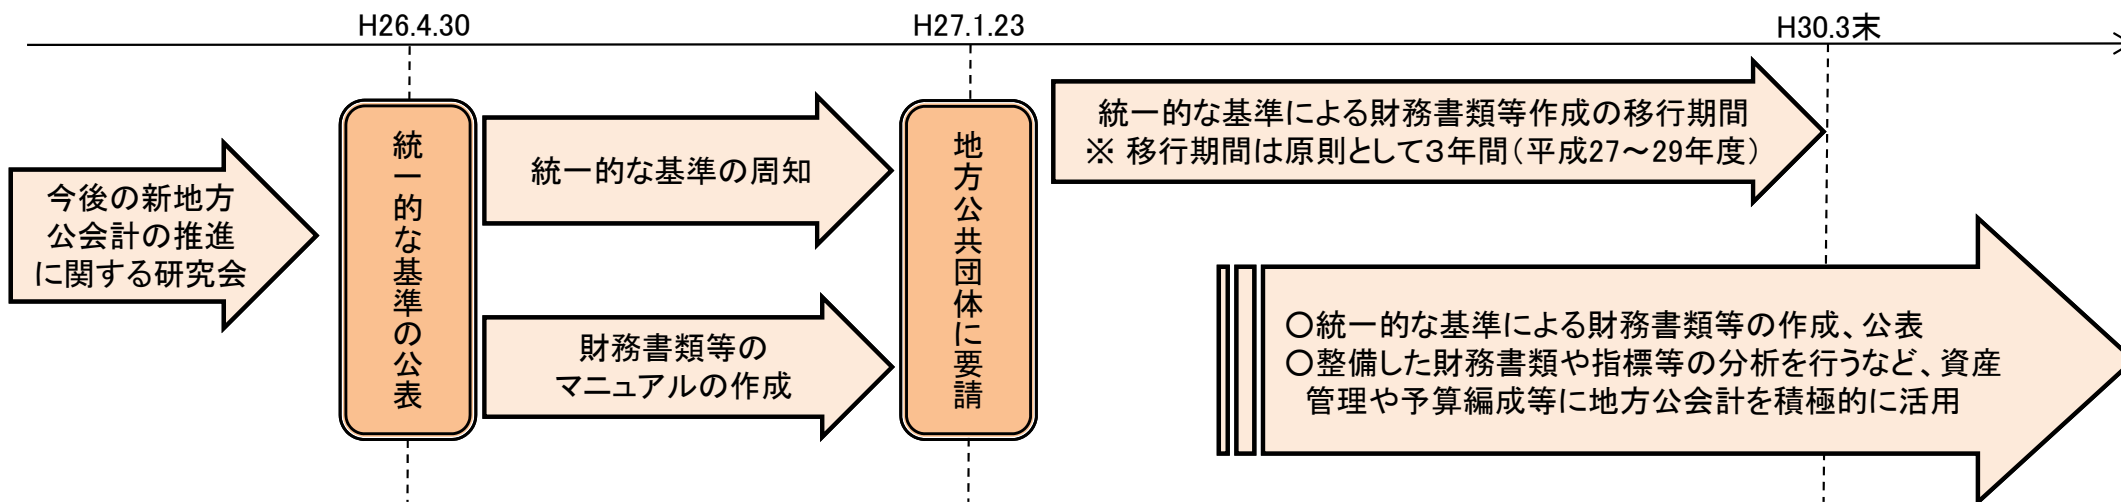 H26.4.30
H27.1.23
H30.3末
今後の新地方
公会計の推進
に関する研究会
統一的な基準の公表
統一的な基準の周知
財務書類等の
マニュアルの作成
地方公共団体に要請
統一的な基準による財務書類等作成の移行期間
※ 移行期間は原則として3年間(平成27~29年度)
○統一的な基準による財務書類等の作成、公表
○整備した財務書類や指標等の分析を行うなど、資産
管理や予算編成等に地方公会計を積極的に活用